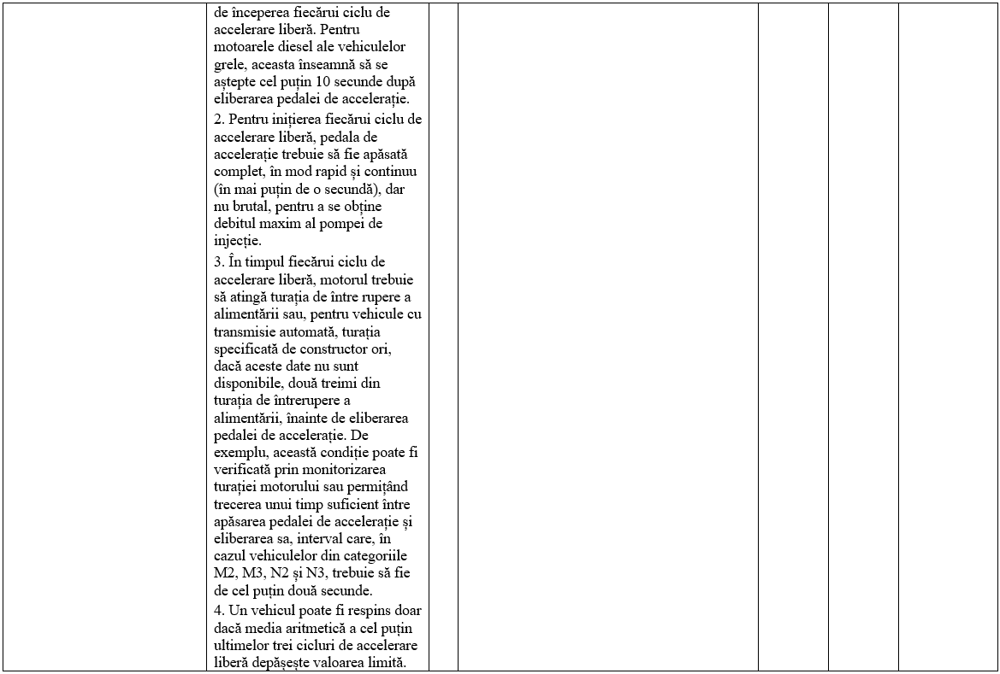 de începerea fiecărui ciclu de
accelerare liberă. Pentru
motoarele diesel ale vehiculelor
grele, aceasta înseamnă să se
aștepte cel puțin 10 secunde după
eliberarea pedalei de accelerație.
2. Pentru inițierea fiecărui ciclu de
accelerare liberă, pedala de
accelerație trebuie să fie apăsată
complet, în mod rapid și continuu
(în mai puțin de o secundă), dar
nu brutal, pentru a se obține
debitul maxim al pompei de
injecție.
3. În timpul fiecărui ciclu de
accelerare liberă, motorul trebuie
să atingă turația de între rupere a
alimentării sau, pentru vehicule cu
transmisie automată, turația
specificată de constructor ori,
dacă aceste date nu sunt
disponibile, două treimi din
turația de întrerupere a
alimentării, înainte de eliberarea
pedalei de accelerație. De
exemplu, această condiție poate fi
verificată prin monitorizarea
turației motorului sau permițând
trecerea unui timp suficient între
apăsarea pedalei de accelerație și
eliberarea sa, interval care, în
cazul vehiculelor din categoriile
M2, M3, N2 și N3, trebuie să fie
de cel puțin două secunde.
4. Un vehicul poate fi respins doar
dacă media aritmetică a cel puțin
ultimelor trei cicluri de accelerare
liberă depășește valoarea limită.